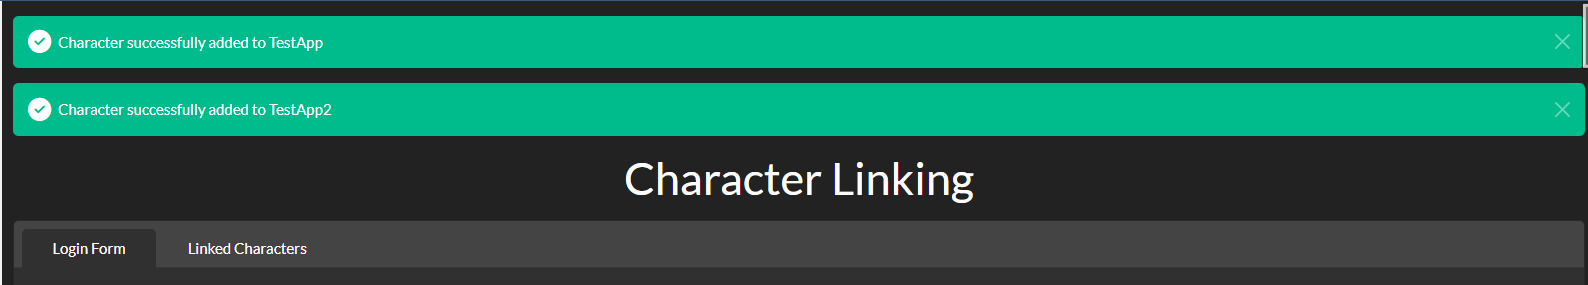 Character successfully added to TestApp
Character successfully added to TestApp2
Character Linking
Login Form Linked Characters